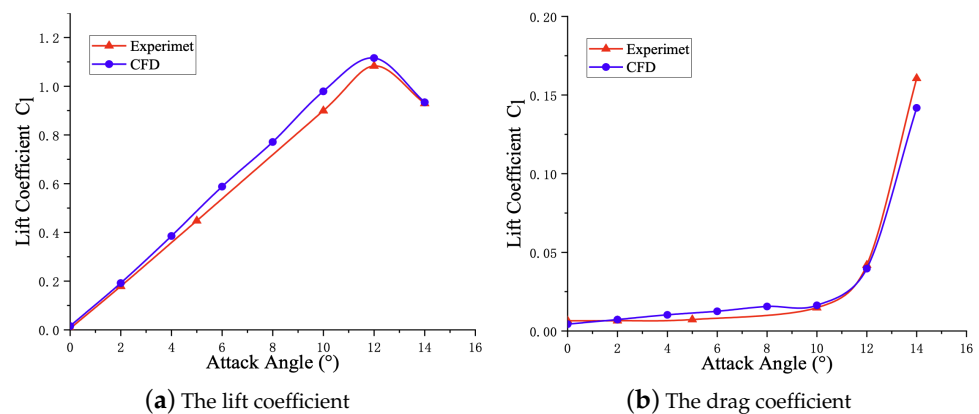 Experimet
CFD
Lift Coefficient C₁
1.2
1.0
0.8
0.6
0.4
0.2
0.0
0 2 4 6 8 10 12 14 16
Attack Angle (°)
(a) The lift coefficient
Experimet
CFD
Lift Coefficient C₁
0.20
0.15
0.10
0.05
0.00
0 2 4 6 8 10 12 14 16
Attack Angle (°)
(b) The drag coefficient